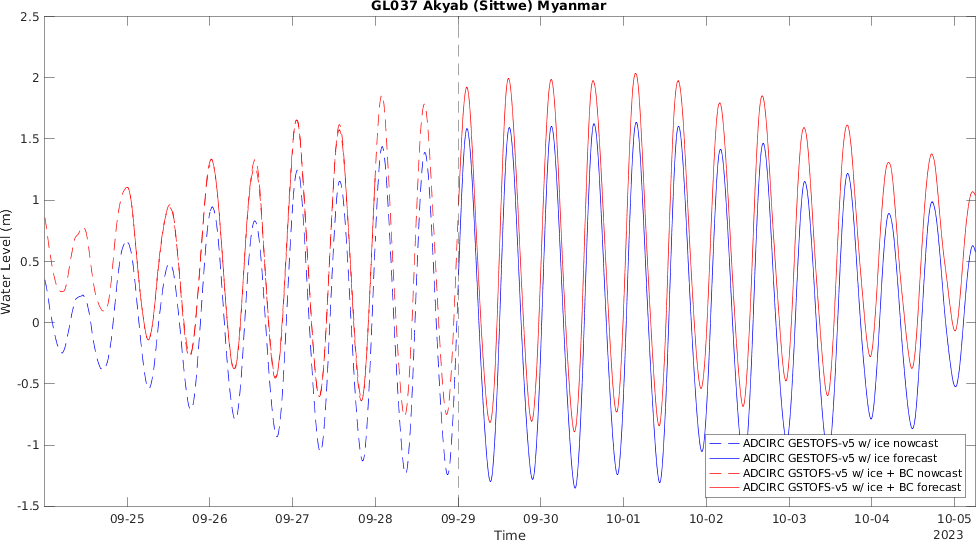 GL037 Akyab (Sittwe) Myanmar
2.5
2
1.5
1
0.5
0
-0.5
-1
-1.5
Water Level (m)
ADCIRC GESTOFS-v5 w/ ice nowcast
ADCIRC GESTOFS-v5 w/ ice forecast
ADCIRC GSTOFS-v5 w/ ice + BC nowcast
ADCIRC GSTOFS-v5 w/ ice + BC forecast
09-25 09-26 09-27 09-28 09-29 09-30 10-01 10-02 10-03 10-04 10-05
2023
Time